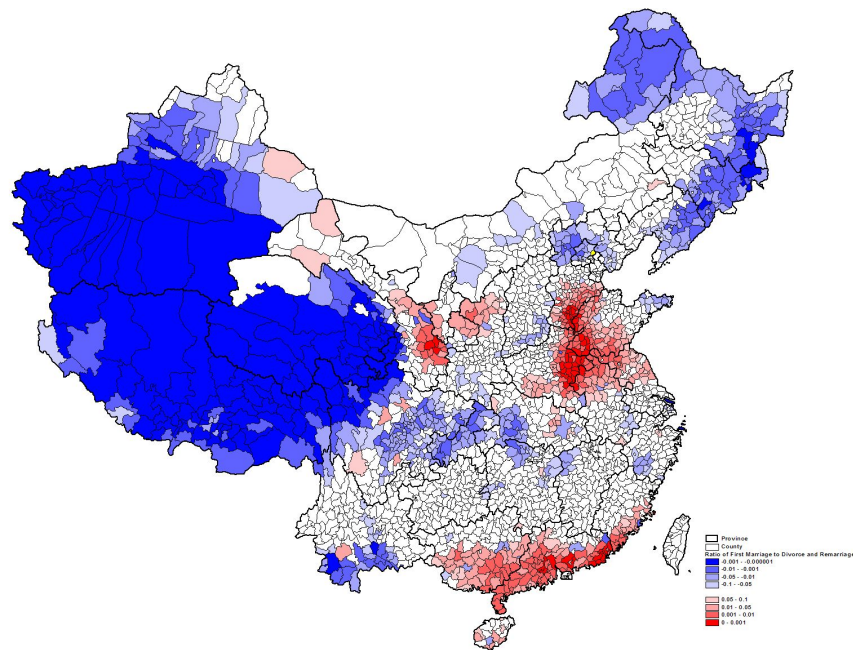 Province
County
Ratio of First Marriage to Divorce and Remarriage
-0.001 - -0.000001
-0.01 - -0.001
-0.05 - -0.01
-0.1 - -0.05
0.05 - 0.1
0.01 - 0.05
0.001 - 0.01
0 - 0.001